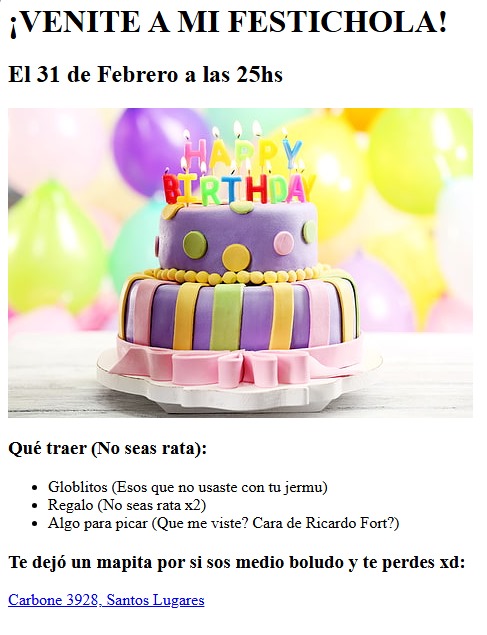 ¡VENITE A MI FESTICHOLA!
El 31 de Febrero a las 25hs
HAPPY
BIRTHDAY
Qué traer (No seas rata):
Globlitos (Esos que no usaste con tu jermu)
Regalo (No seas rata x2)
Algo para picar (Que me viste? Cara de Ricardo Fort?)
Te dejó un mapita por si sos medio boludo y te perdes xd:
Carbone 3928, Santos Lugares